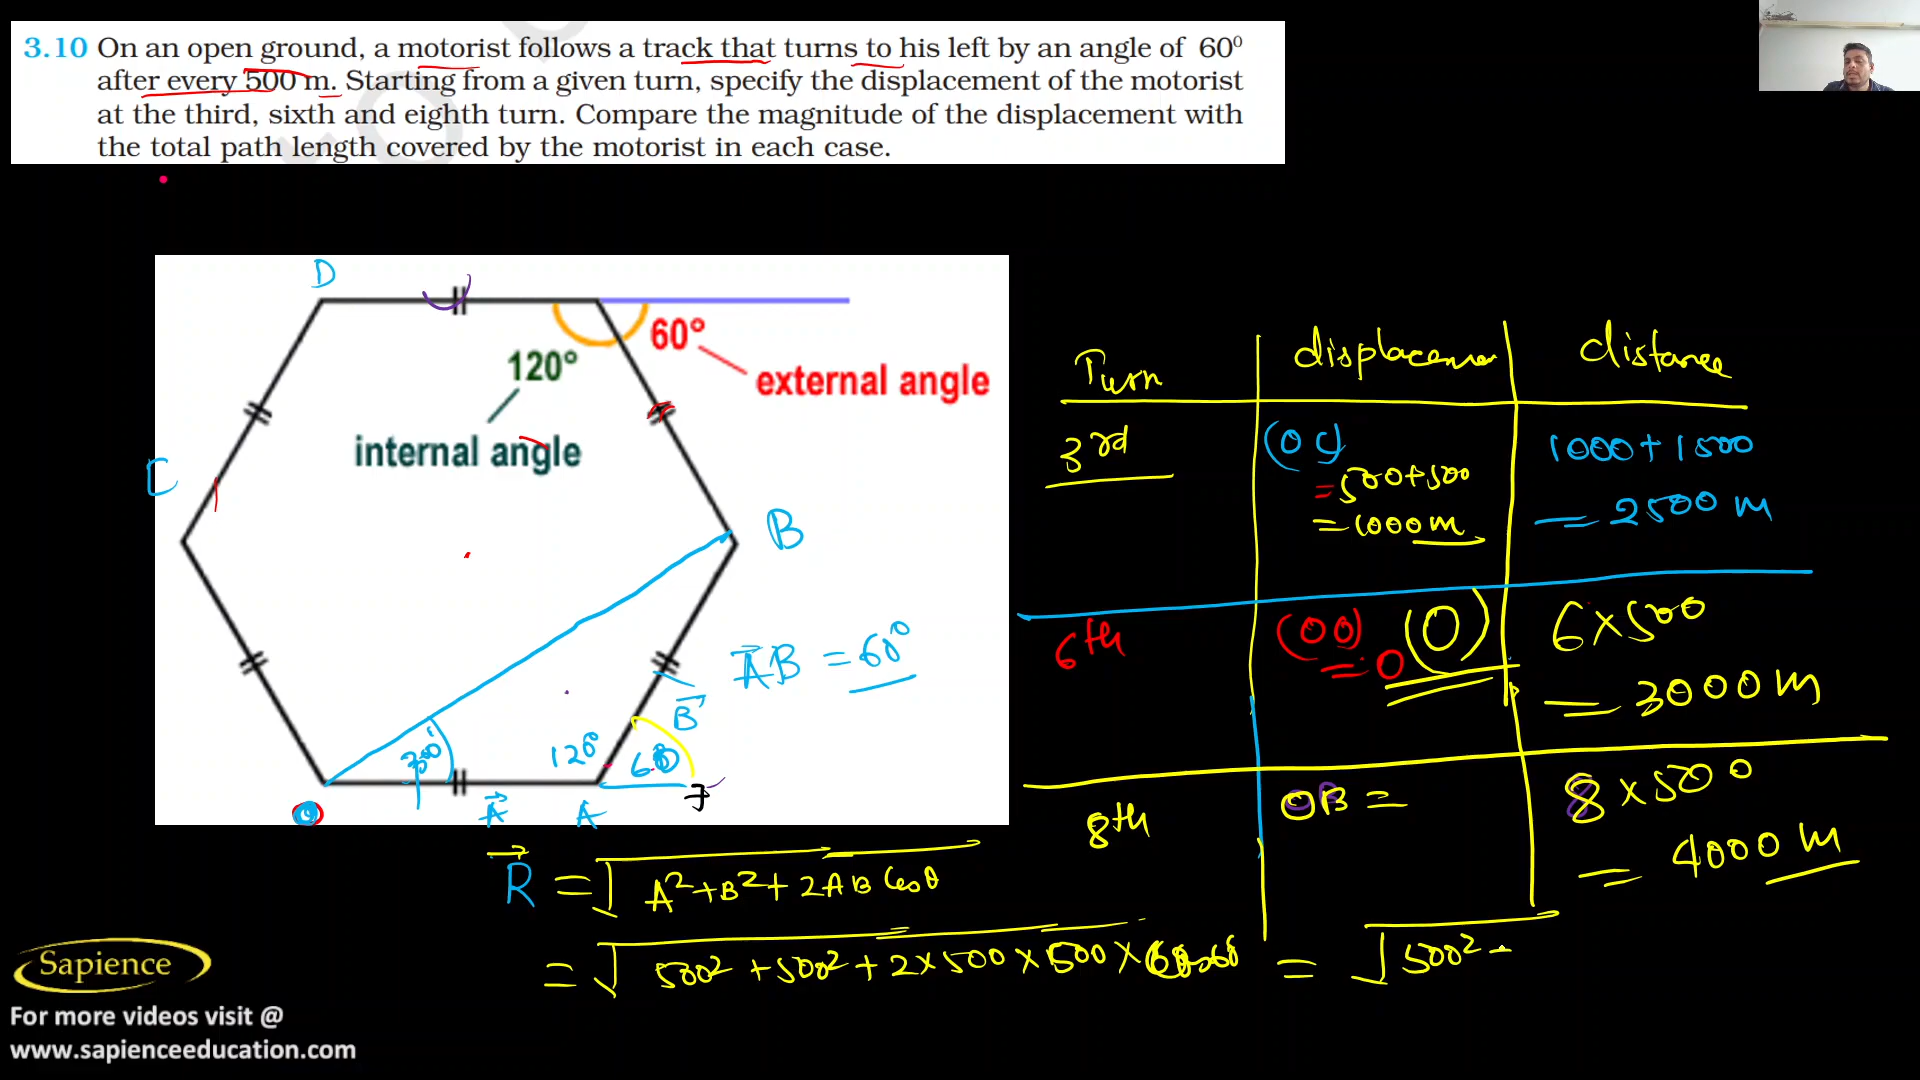 3.10 On an open ground, a motorist follows a track that turns to his left by an angle of 60⁰
after every 500 m. Starting from a given turn, specify the displacement of the motorist
at the third, sixth and eighth turn. Compare the magnitude of the displacement with
the total path length covered by the motorist in each case.
D
60°
120°
external angle
internal angle
C
B
AB = 60°
B
30°
120°
60
O
A
A
Turn displacemen distance
3rd (OC) 1000+1500
= 500+500
= 1000 m
= 2500 m
6th (OO) = 0 (0) 6×500
= 3000 m
8th OB = 8×500
= 4000 m
R = √A²+B²+2AB Cosθ
= √500²+500²+2×500×500× = √500²
Sapience
For more videos visit @
www.sapienceeducation.com